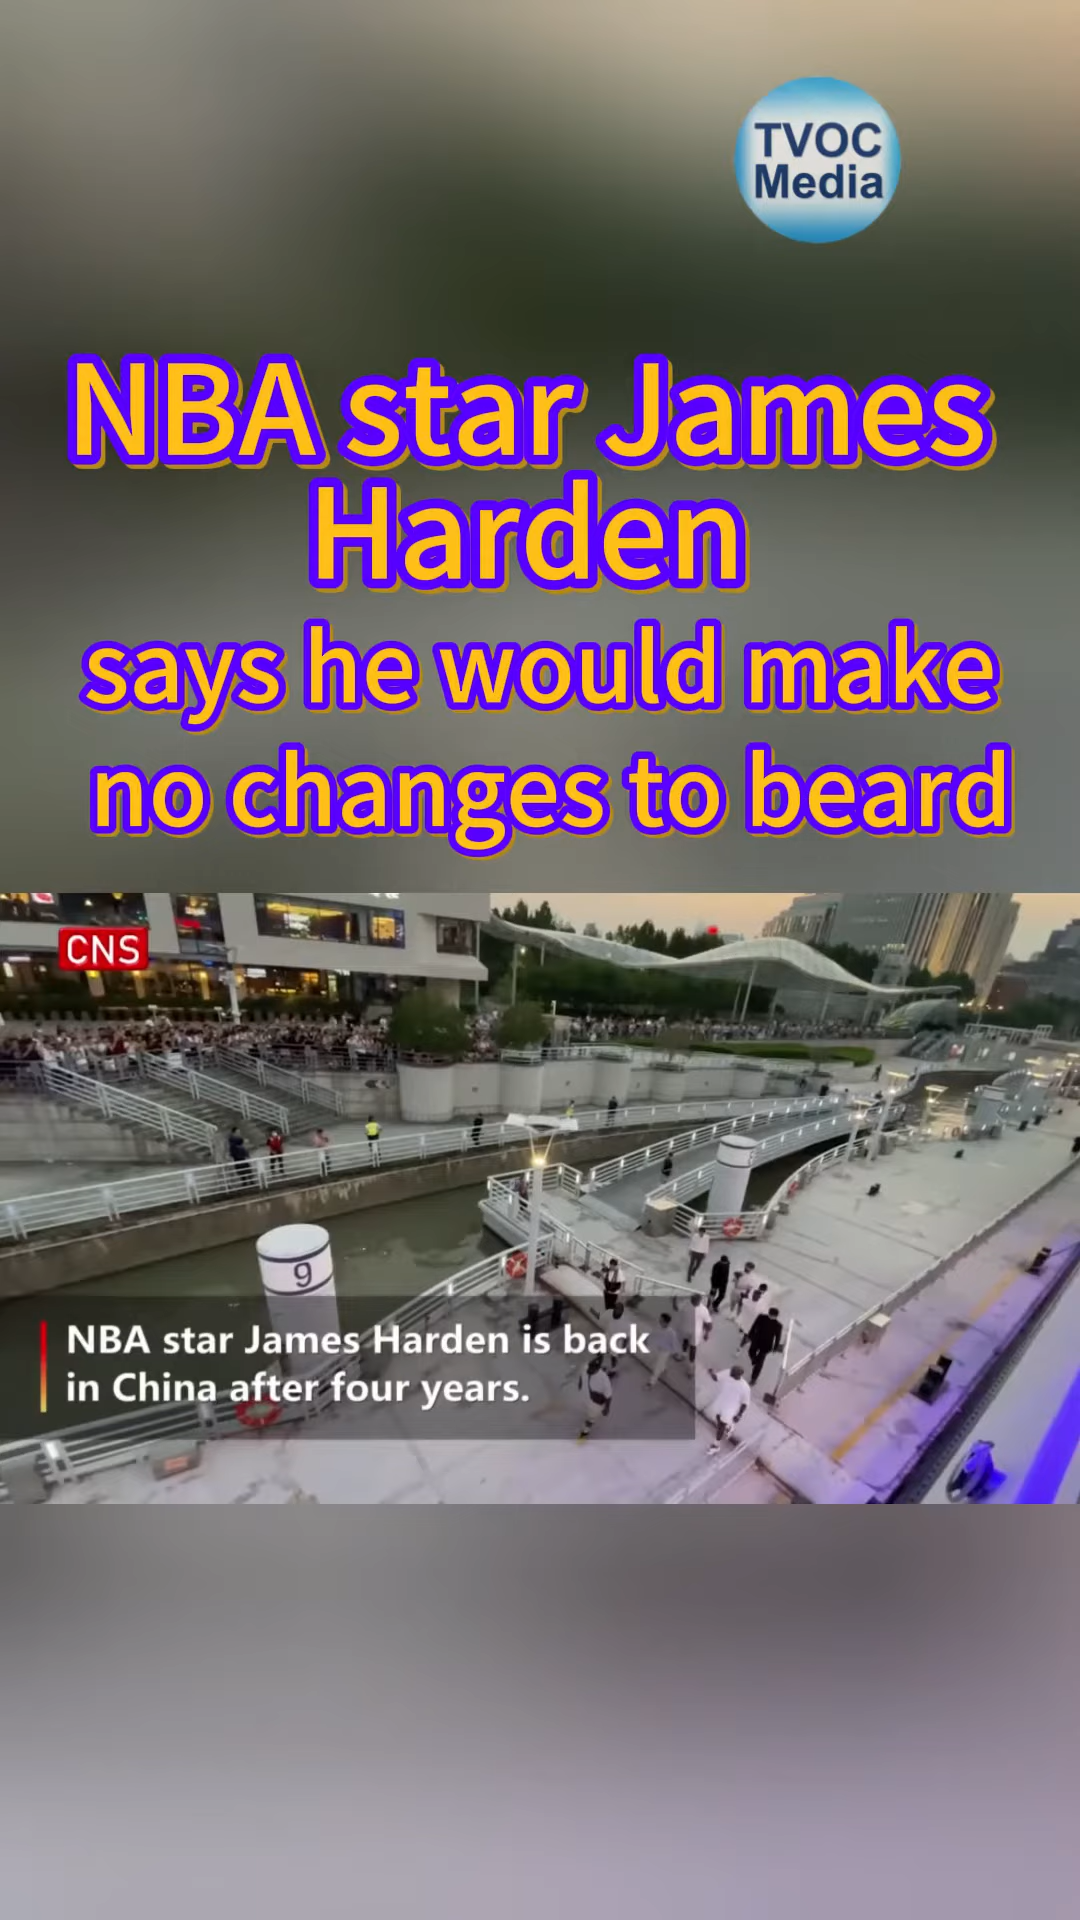 TVOC
Media
NBA star James
Harden
says he would make
no changes to beard
CNS
9
NBA star James Harden is back
in China after four years.